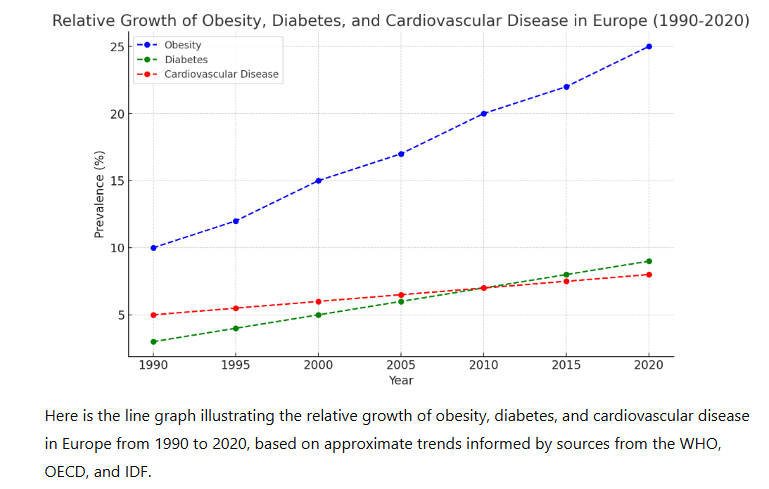 Relative Growth of Obesity, Diabetes, and Cardiovascular Disease in Europe (1990-2020)
Obesity
Diabetes
Cardiovascular Disease
25
20
15
10
5
Prevalence (%)
1990 1995 2000 2005 2010 2015 2020
Year
Here is the line graph illustrating the relative growth of obesity, diabetes, and cardiovascular disease
in Europe from 1990 to 2020, based on approximate trends informed by sources from the WHO,
OECD, and IDF.